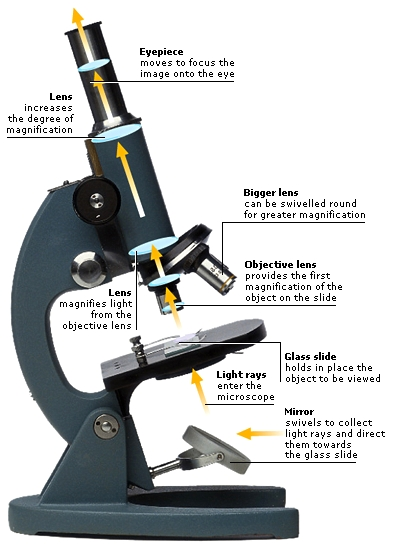 Eyepiece
moves to focus the
image onto the eye
Lens
increases
the degree of
magnification
Bigger lens
can be swivelled round
for greater magnification
Objective lens
provides the first
magnification of the
object on the slide
Lens
magnifies light
from the
objective lens
Glass slide
holds in place the
object to be viewed
Light rays
enter the
microscope
Mirror
swivels to collect
light rays and direct
them towards
the glass slide